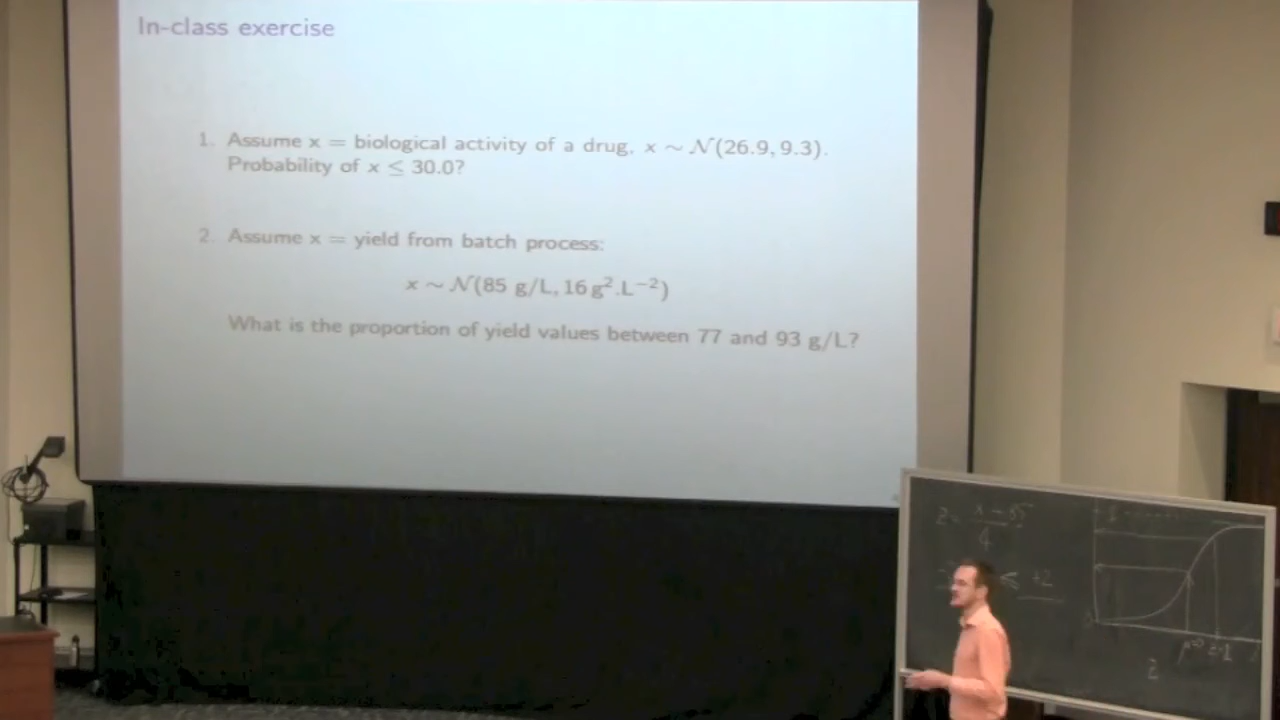 In-class exercise
1. Assume x = biological activity of a drug, x ∼ N(26.9, 9.3).
Probability of x ≤ 30.0?
2. Assume x = yield from batch process:
x ∼ N(85 g/L, 16 g².L⁻²)
What is the proportion of yield values between 77 and 93 g/L?
z = x - 85
4
≤ +2
z